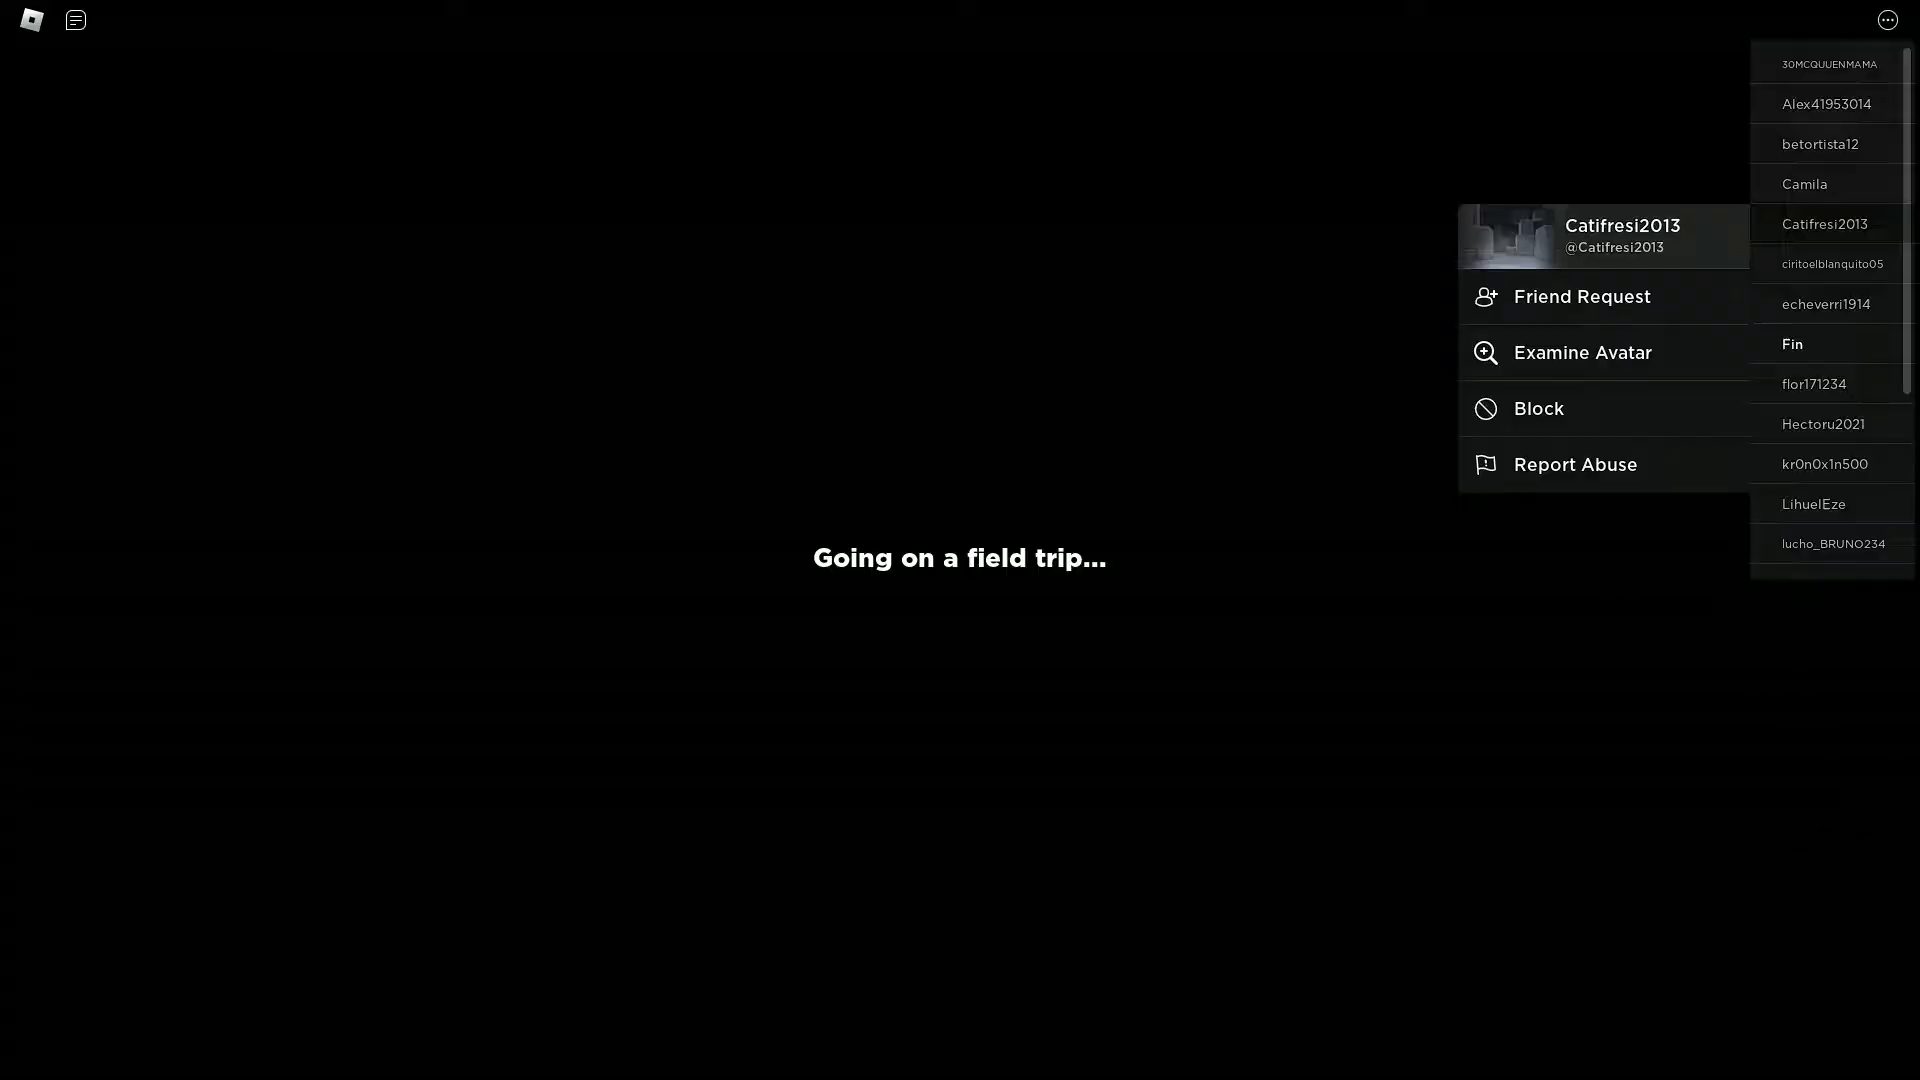 30MCQUUENMAMA
Alex41953014
betortista12
Camila
Catifresi2013
@Catifresi2013
Friend Request
Examine Avatar
Block
Report Abuse
Catifresi2013
ciritoelblanquito05
echeverri1914
Fin
flor171234
Hectoru2021
kr0n0x1n500
LihuelEze
lucho_BRUNO234
Going on a field trip...